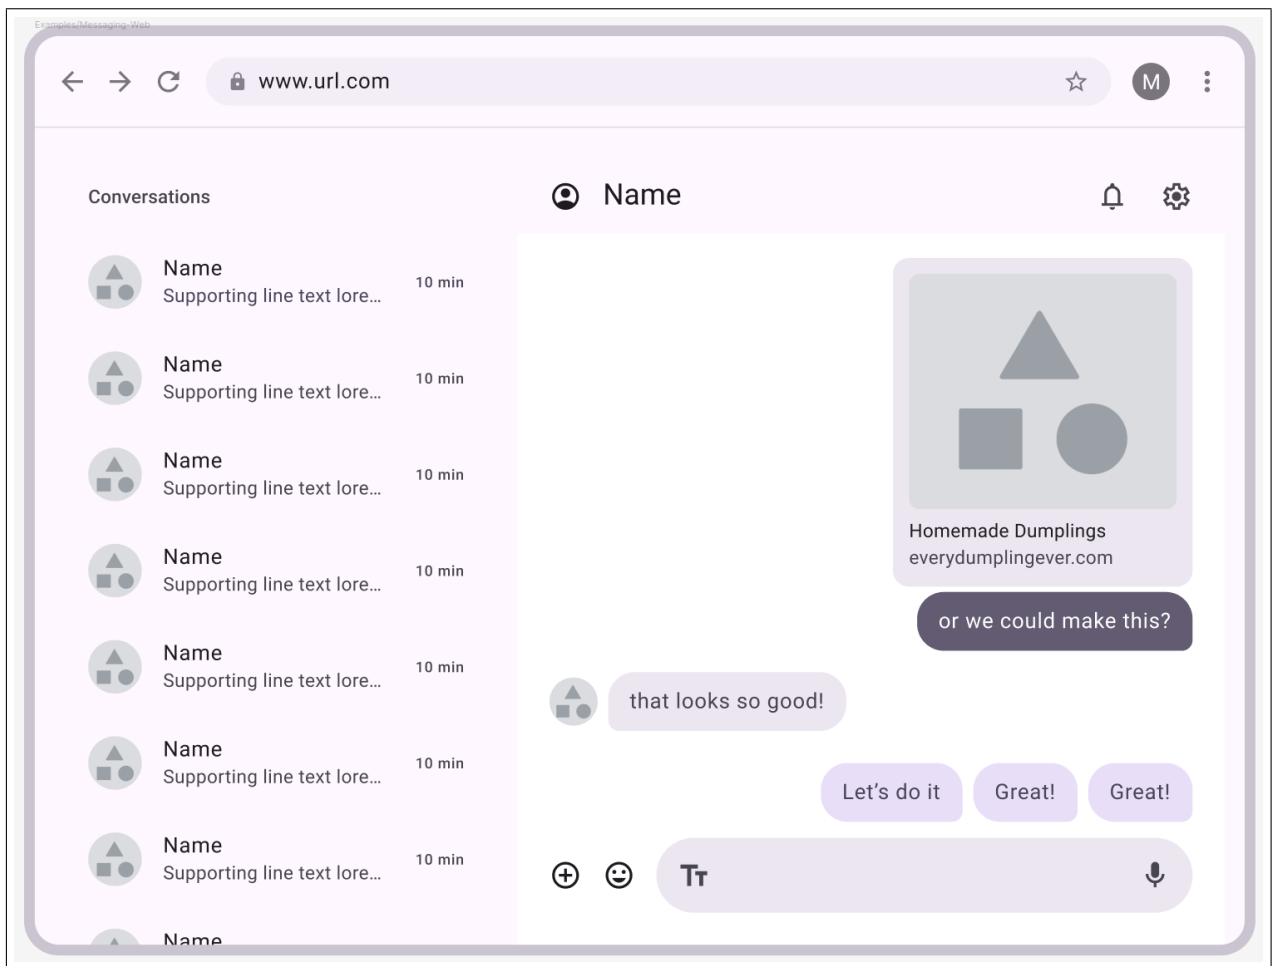 Examples/Messaging-Web
www.url.com
M
Conversations
Name
Supporting line text lore…
10 min
Name
Supporting line text lore…
10 min
Name
Supporting line text lore…
10 min
Name
Supporting line text lore…
10 min
Name
Supporting line text lore…
10 min
Name
Supporting line text lore…
10 min
Name
Supporting line text lore…
10 min
Name
Name
Homemade Dumplings
everydumplingever.com
or we could make this?
that looks so good!
Let’s do it
Great!
Great!
Tт